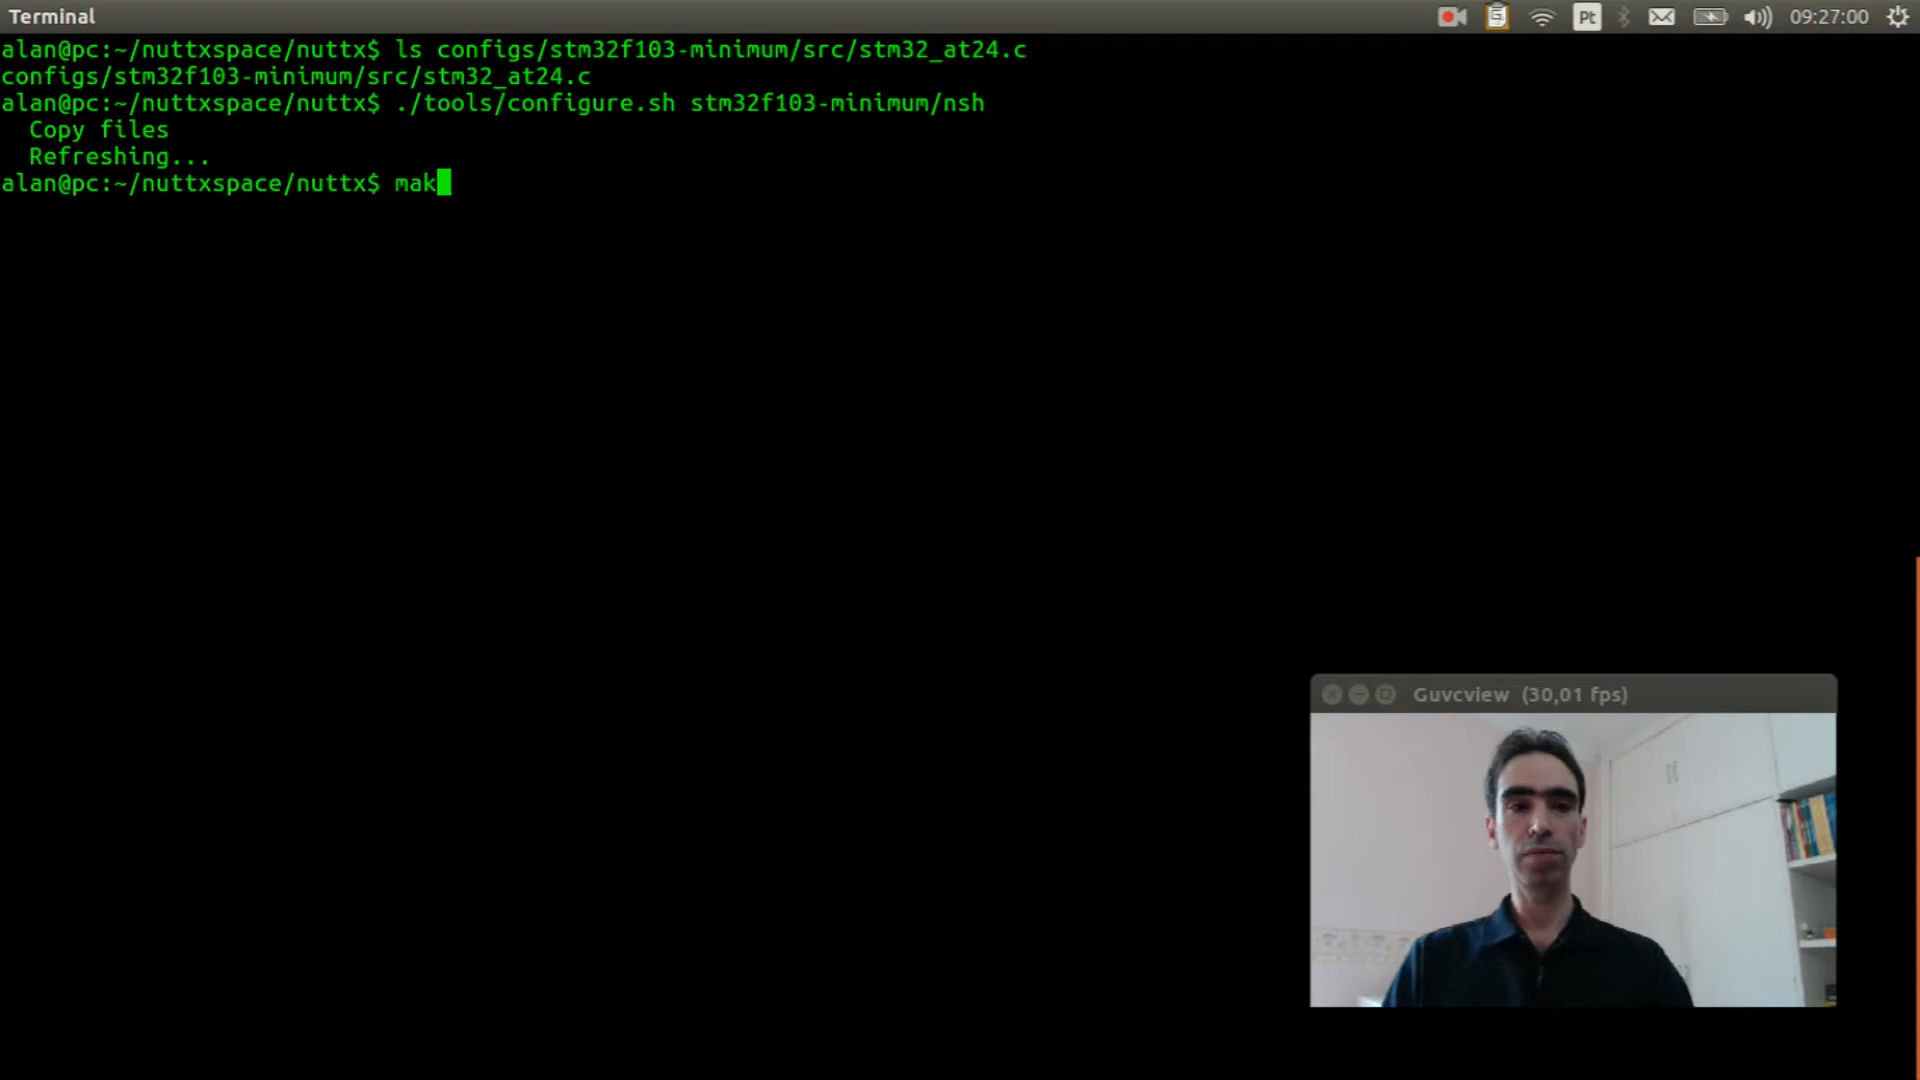 Terminal
Pt
09:27:00
alan@pc:~/nuttxspace/nuttx$ ls configs/stm32f103-minimum/src/stm32_at24.c
configs/stm32f103-minimum/src/stm32_at24.c
alan@pc:~/nuttxspace/nuttx$ ./tools/configure.sh stm32f103-minimum/nsh
  Copy files
  Refreshing...
alan@pc:~/nuttxspace/nuttx$ mak
Guvcview (30,01 fps)